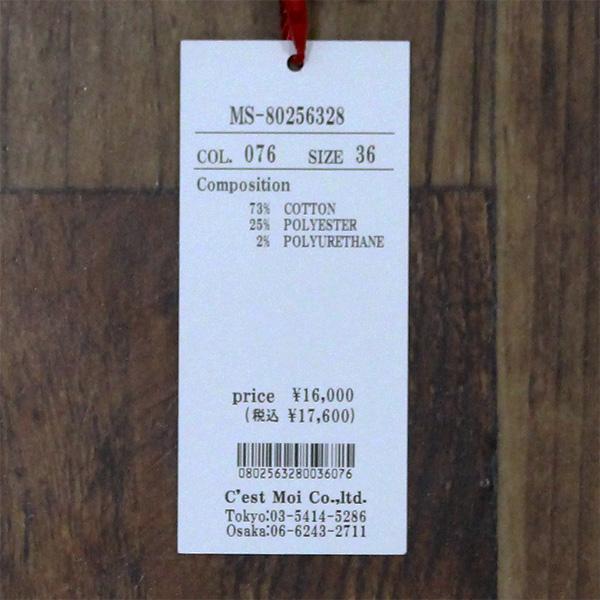 MS-80256328
COL. 076 SIZE 36
Composition
73% COTTON
25% POLYESTER
2% POLYURETHANE
price ¥16,000
(税込 ¥17,600)
0802563280036076
C'est Moi Co.,ltd.
Tokyo:03-5414-5286
Osaka:06-6243-2711